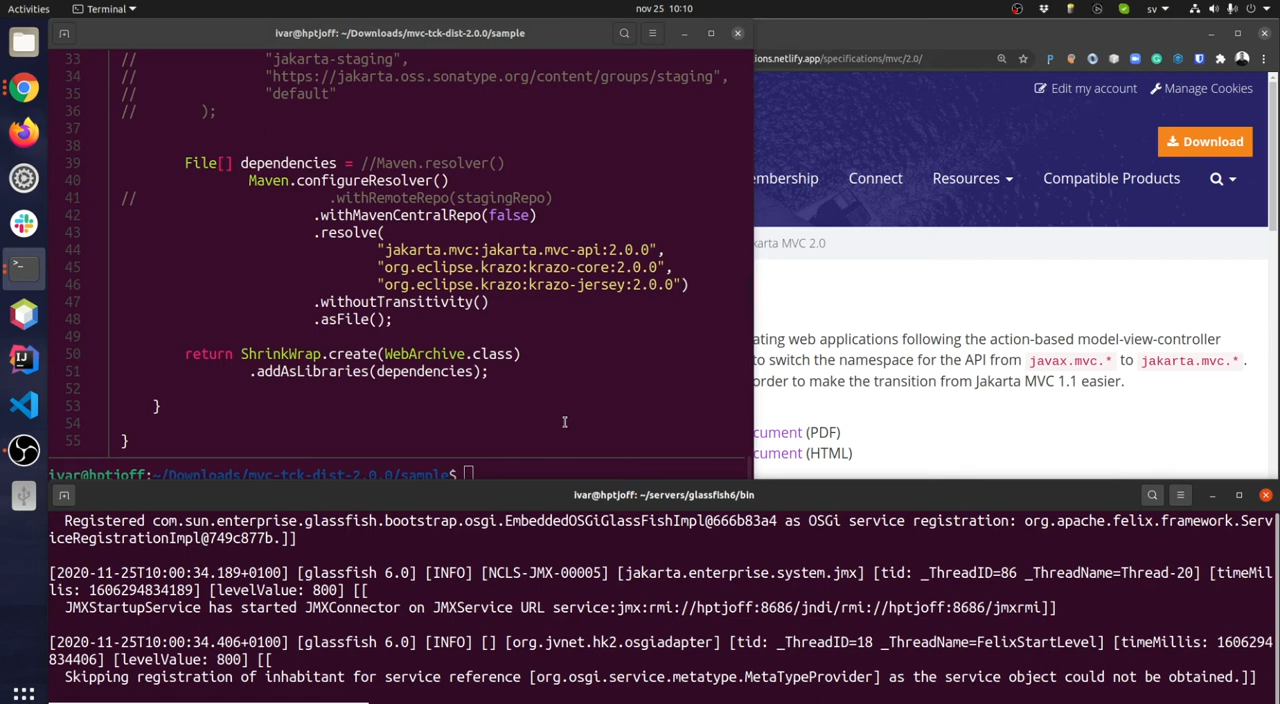 Activities
Terminal
nov 25 10:10
sv
ivar@hptjoff: ~/Downloads/mvc-tck-dist-2.0.0/sample
33 // "jakarta-staging",
34 // "https://jakarta.oss.sonatype.org/content/groups/staging",
35 // "default"
36 // );
37
38
39 File[] dependencies = //Maven.resolver()
40 Maven.configureResolver()
41 // .withRemoteRepo(stagingRepo)
42 .withMavenCentralRepo(false)
43 .resolve(
44 "jakarta.mvc:jakarta.mvc-api:2.0.0",
45 "org.eclipse.krazo:krazo-core:2.0.0",
46 "org.eclipse.krazo:krazo-jersey:2.0.0")
47 .withoutTransitivity()
48 .asFile();
49
50 return ShrinkWrap.create(WebArchive.class)
51 .addAsLibraries(dependencies);
52
53 }
54
55 }
ivar@hptjoff:~/Downloads/mvc-tck-dist-2.0.0/sample$
ions.netlify.app/specifications/mvc/2.0/
Edit my account
Manage Cookies
Download
embership
Connect
Resources
Compatible Products
karta MVC 2.0
ating web applications following the action-based model-view-controller
to switch the namespace for the API from javax.mvc.* to jakarta.mvc.*.
order to make the transition from Jakarta MVC 1.1 easier.
cument (PDF)
cument (HTML)
ivar@hptjoff: ~/servers/glassfish6/bin
Registered com.sun.enterprise.glassfish.bootstrap.osgi.EmbeddedOSGiGlassFishImpl@666b83a4 as OSGi service registration: org.apache.felix.framework.Serv
iceRegistrationImpl@749c877b.]]
[2020-11-25T10:00:34.189+0100] [glassfish 6.0] [INFO] [NCLS-JMX-00005] [jakarta.enterprise.system.jmx] [tid: _ThreadID=86 _ThreadName=Thread-20] [timeMil
lis: 1606294834189] [levelValue: 800] [[
JMXStartupService has started JMXConnector on JMXService URL service:jmx:rmi://hptjoff:8686/jndi/rmi://hptjoff:8686/jmxrmi]]
[2020-11-25T10:00:34.406+0100] [glassfish 6.0] [INFO] [] [org.jvnet.hk2.osgiadapter] [tid: _ThreadID=18 _ThreadName=FelixStartLevel] [timeMillis: 1606294
834406] [levelValue: 800] [[
Skipping registration of inhabitant for service reference [org.osgi.service.metatype.MetaTypeProvider] as the service object could not be obtained.]]